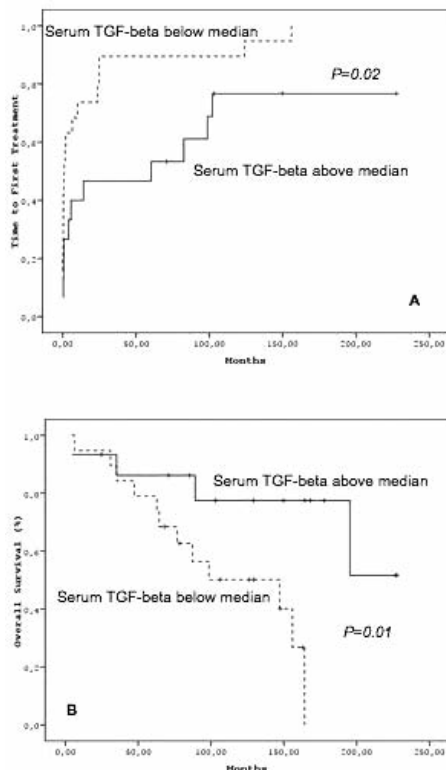 Serum TGF-beta below median
1,0
P=0.02
0,8
0,6
Serum TGF-beta above median
0,4
0,2
A
0,0
Time to First Treatment
0,00 50,00 100,00 150,00 200,00 250,00
Months
1,0
Serum TGF-beta above median
0,8
0,6
Serum TGF-beta below median
0,4
P=0.01
0,2
B
0,0
Overall Survival (%)
0,00 50,00 100,00 150,00 200,00 250,00
Months